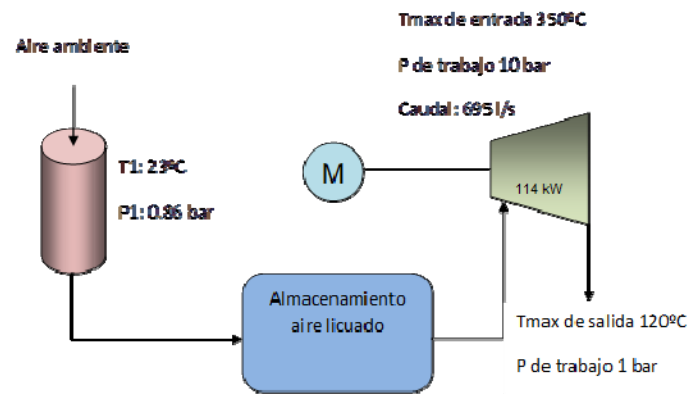 Tmax de entrada 350ºC
Aire ambiente
P de trabajo 10 bar
Caudal: 695 l/s
T1: 23ºC
P1: 0.86 bar
M
114 kW
Almacenamiento
aire licuado
Tmax de salida 120ºC
P de trabajo 1 bar